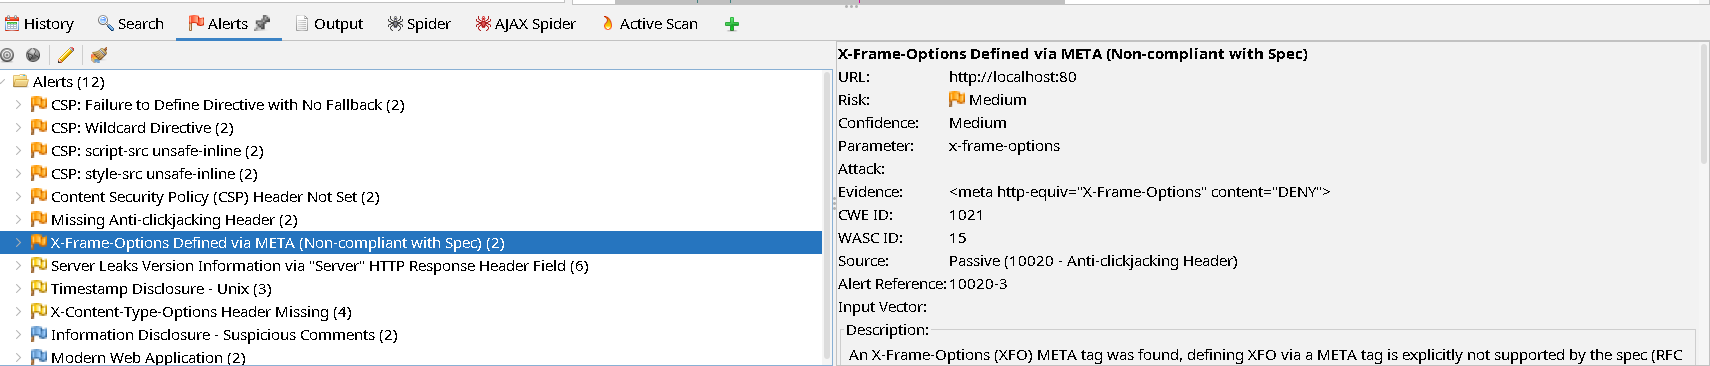 History Search Alerts Output Spider AJAX Spider Active Scan
Alerts (12)
CSP: Failure to Define Directive with No Fallback (2)
CSP: Wildcard Directive (2)
CSP: script-src unsafe-inline (2)
CSP: style-src unsafe-inline (2)
Content Security Policy (CSP) Header Not Set (2)
Missing Anti-clickjacking Header (2)
X-Frame-Options Defined via META (Non-compliant with Spec) (2)
Server Leaks Version Information via "Server" HTTP Response Header Field (6)
Timestamp Disclosure - Unix (3)
X-Content-Type-Options Header Missing (4)
Information Disclosure - Suspicious Comments (2)
Modern Web Application (2)
X-Frame-Options Defined via META (Non-compliant with Spec)
URL: http://localhost:80
Risk: Medium
Confidence: Medium
Parameter: x-frame-options
Attack:
Evidence: <meta http-equiv="X-Frame-Options" content="DENY">
CWE ID: 1021
WASC ID: 15
Source: Passive (10020 - Anti-clickjacking Header)
Alert Reference: 10020-3
Input Vector:
Description:
An X-Frame-Options (XFO) META tag was found, defining XFO via a META tag is explicitly not supported by the spec (RFC